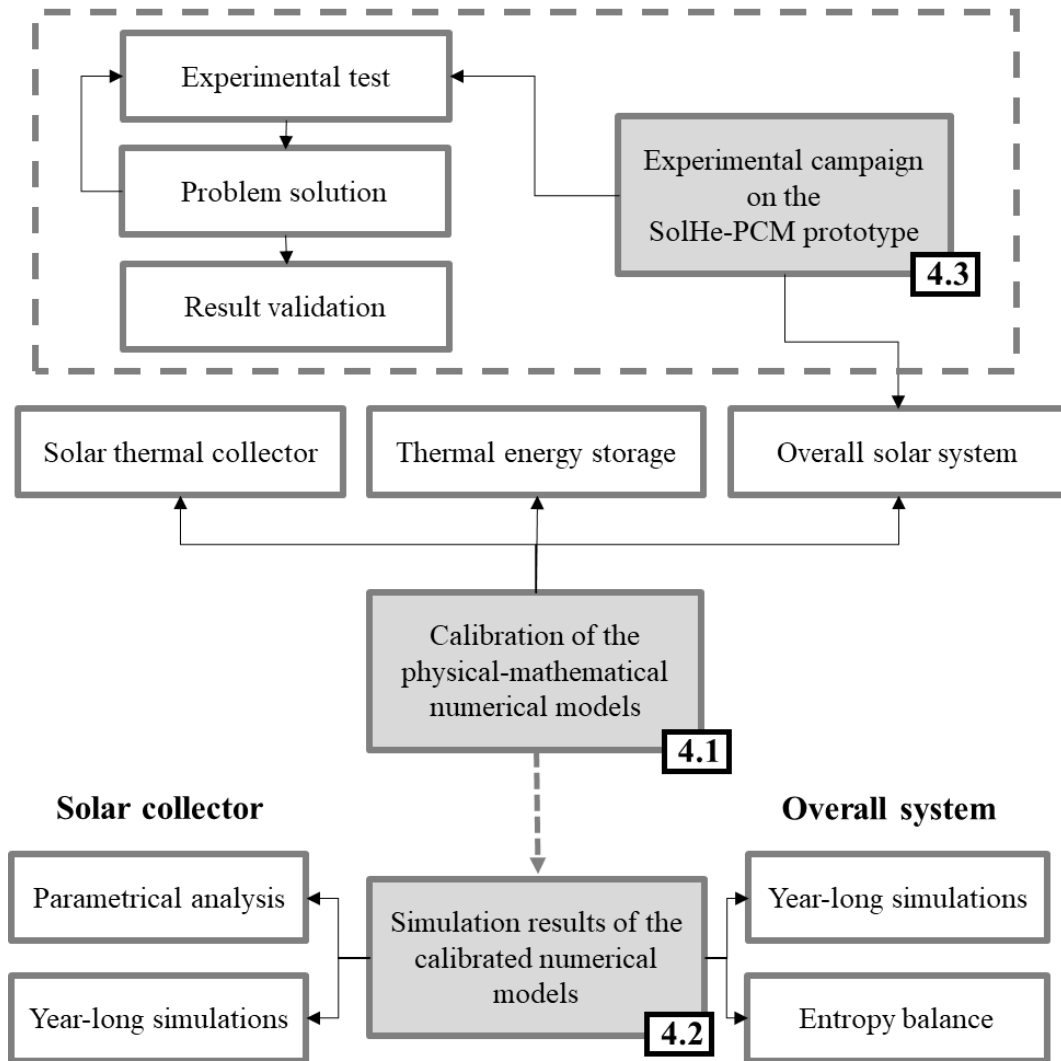 Experimental test
Problem solution
Result validation
Experimental campaign
on the
SolHe-PCM prototype
4.3
Solar thermal collector
Thermal energy storage
Overall solar system
Calibration of the
physical-mathematical
numerical models
4.1
Solar collector
Overall system
Parametrical analysis
Year-long simulations
Simulation results of the
calibrated numerical
models
4.2
Year-long simulations
Entropy balance